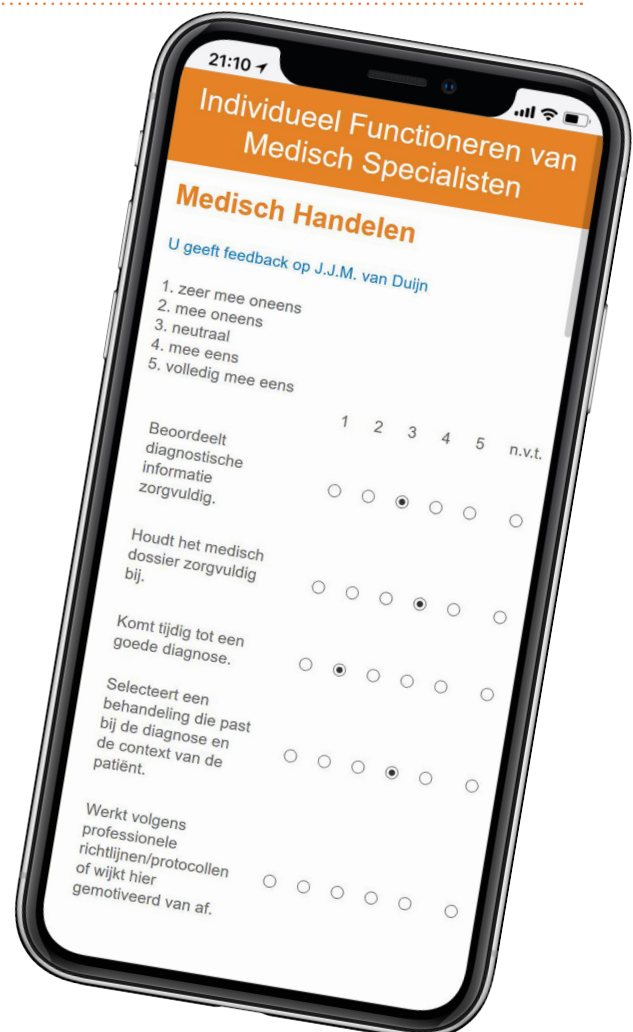 21:10
Individueel Functioneren van
Medisch Specialisten
Medisch Handelen
U geeft feedback op J.J.M. van Duijn
1. zeer mee oneens
2. mee oneens
3. neutraal
4. mee eens
5. volledig mee eens
1 2 3 4 5 n.v.t.
Beoordeelt
diagnostische
informatie
zorgvuldig.
Houdt het medisch
dossier zorgvuldig
bij.
Komt tijdig tot een
goede diagnose.
Selecteert een
behandeling die past
bij de diagnose en
de context van de
patiënt.
Werkt volgens
professionele
richtlijnen/protocollen
of wijkt hier
gemotiveerd van af.